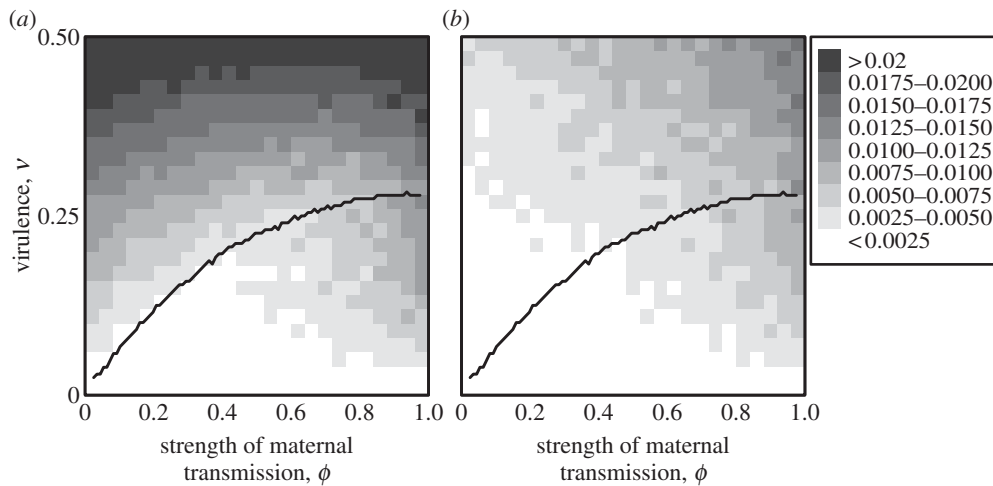 (a)
(b)
0.50
0.25
0
virulence, v
0 0.2 0.4 0.6 0.8 1.0
0 0.2 0.4 0.6 0.8 1.0
strength of maternal
transmission, ϕ
strength of maternal
transmission, ϕ
>0.02
0.0175–0.0200
0.0150–0.0175
0.0125–0.0150
0.0100–0.0125
0.0075–0.0100
0.0050–0.0075
0.0025–0.0050
<0.0025